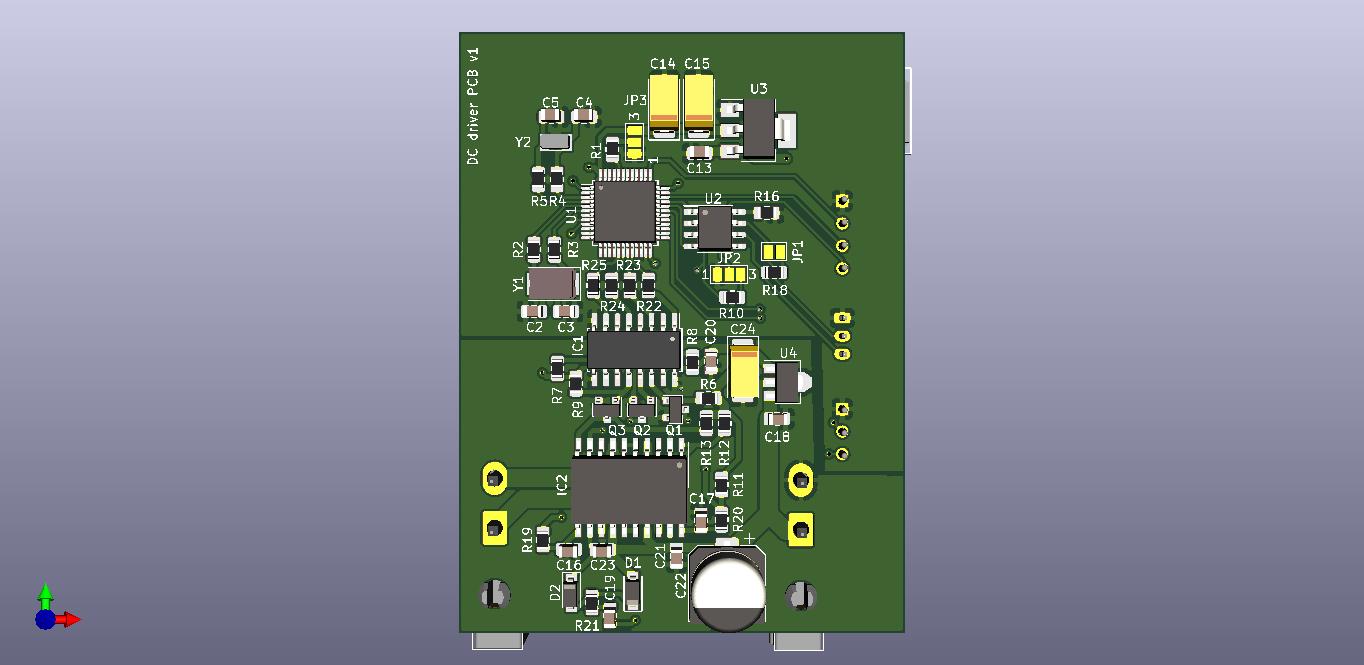 DC driver PCB v1
C14 C15
U3
C5 C4
JP3
3
Y2
R1
1
C13
R5 R4
U1
U2
R16
R2
R3
JP1
JP2
1 3
R25 R23
Y1
R18
R24 R22
R10
C2 C3
IC1
R8
C20
C24
U4
R7
R9
R6
Q3 Q2 Q1
C18
R13
R12
IC2
R11
C17
R20
R19
+
C16 C23
C21
D1
D2
C19
C22
R21